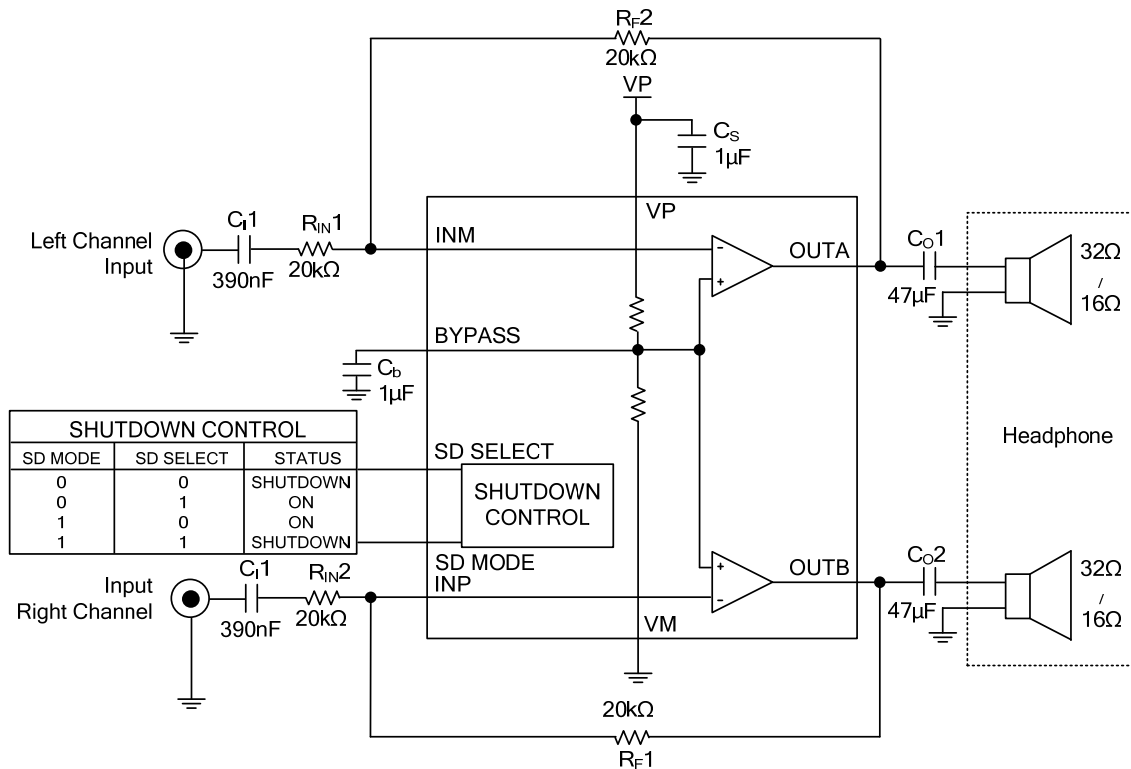 RF2
20kΩ
VP
CS
1µF
VP
Left Channel
Input
CI1
390nF
RIN1
20kΩ
INM
-
+
OUTA
CO1
47µF
32Ω
/
16Ω
BYPASS
Cb
1µF
SHUTDOWN CONTROL
SD MODE SD SELECT STATUS
0 0 SHUTDOWN
0 1 ON
1 0 ON
1 1 SHUTDOWN
SD SELECT
SHUTDOWN
CONTROL
SD MODE
Headphone
Input
Right Channel
CI1
390nF
RIN2
20kΩ
INP
+
-
OUTB
CO2
47µF
32Ω
/
16Ω
VM
20kΩ
RF1